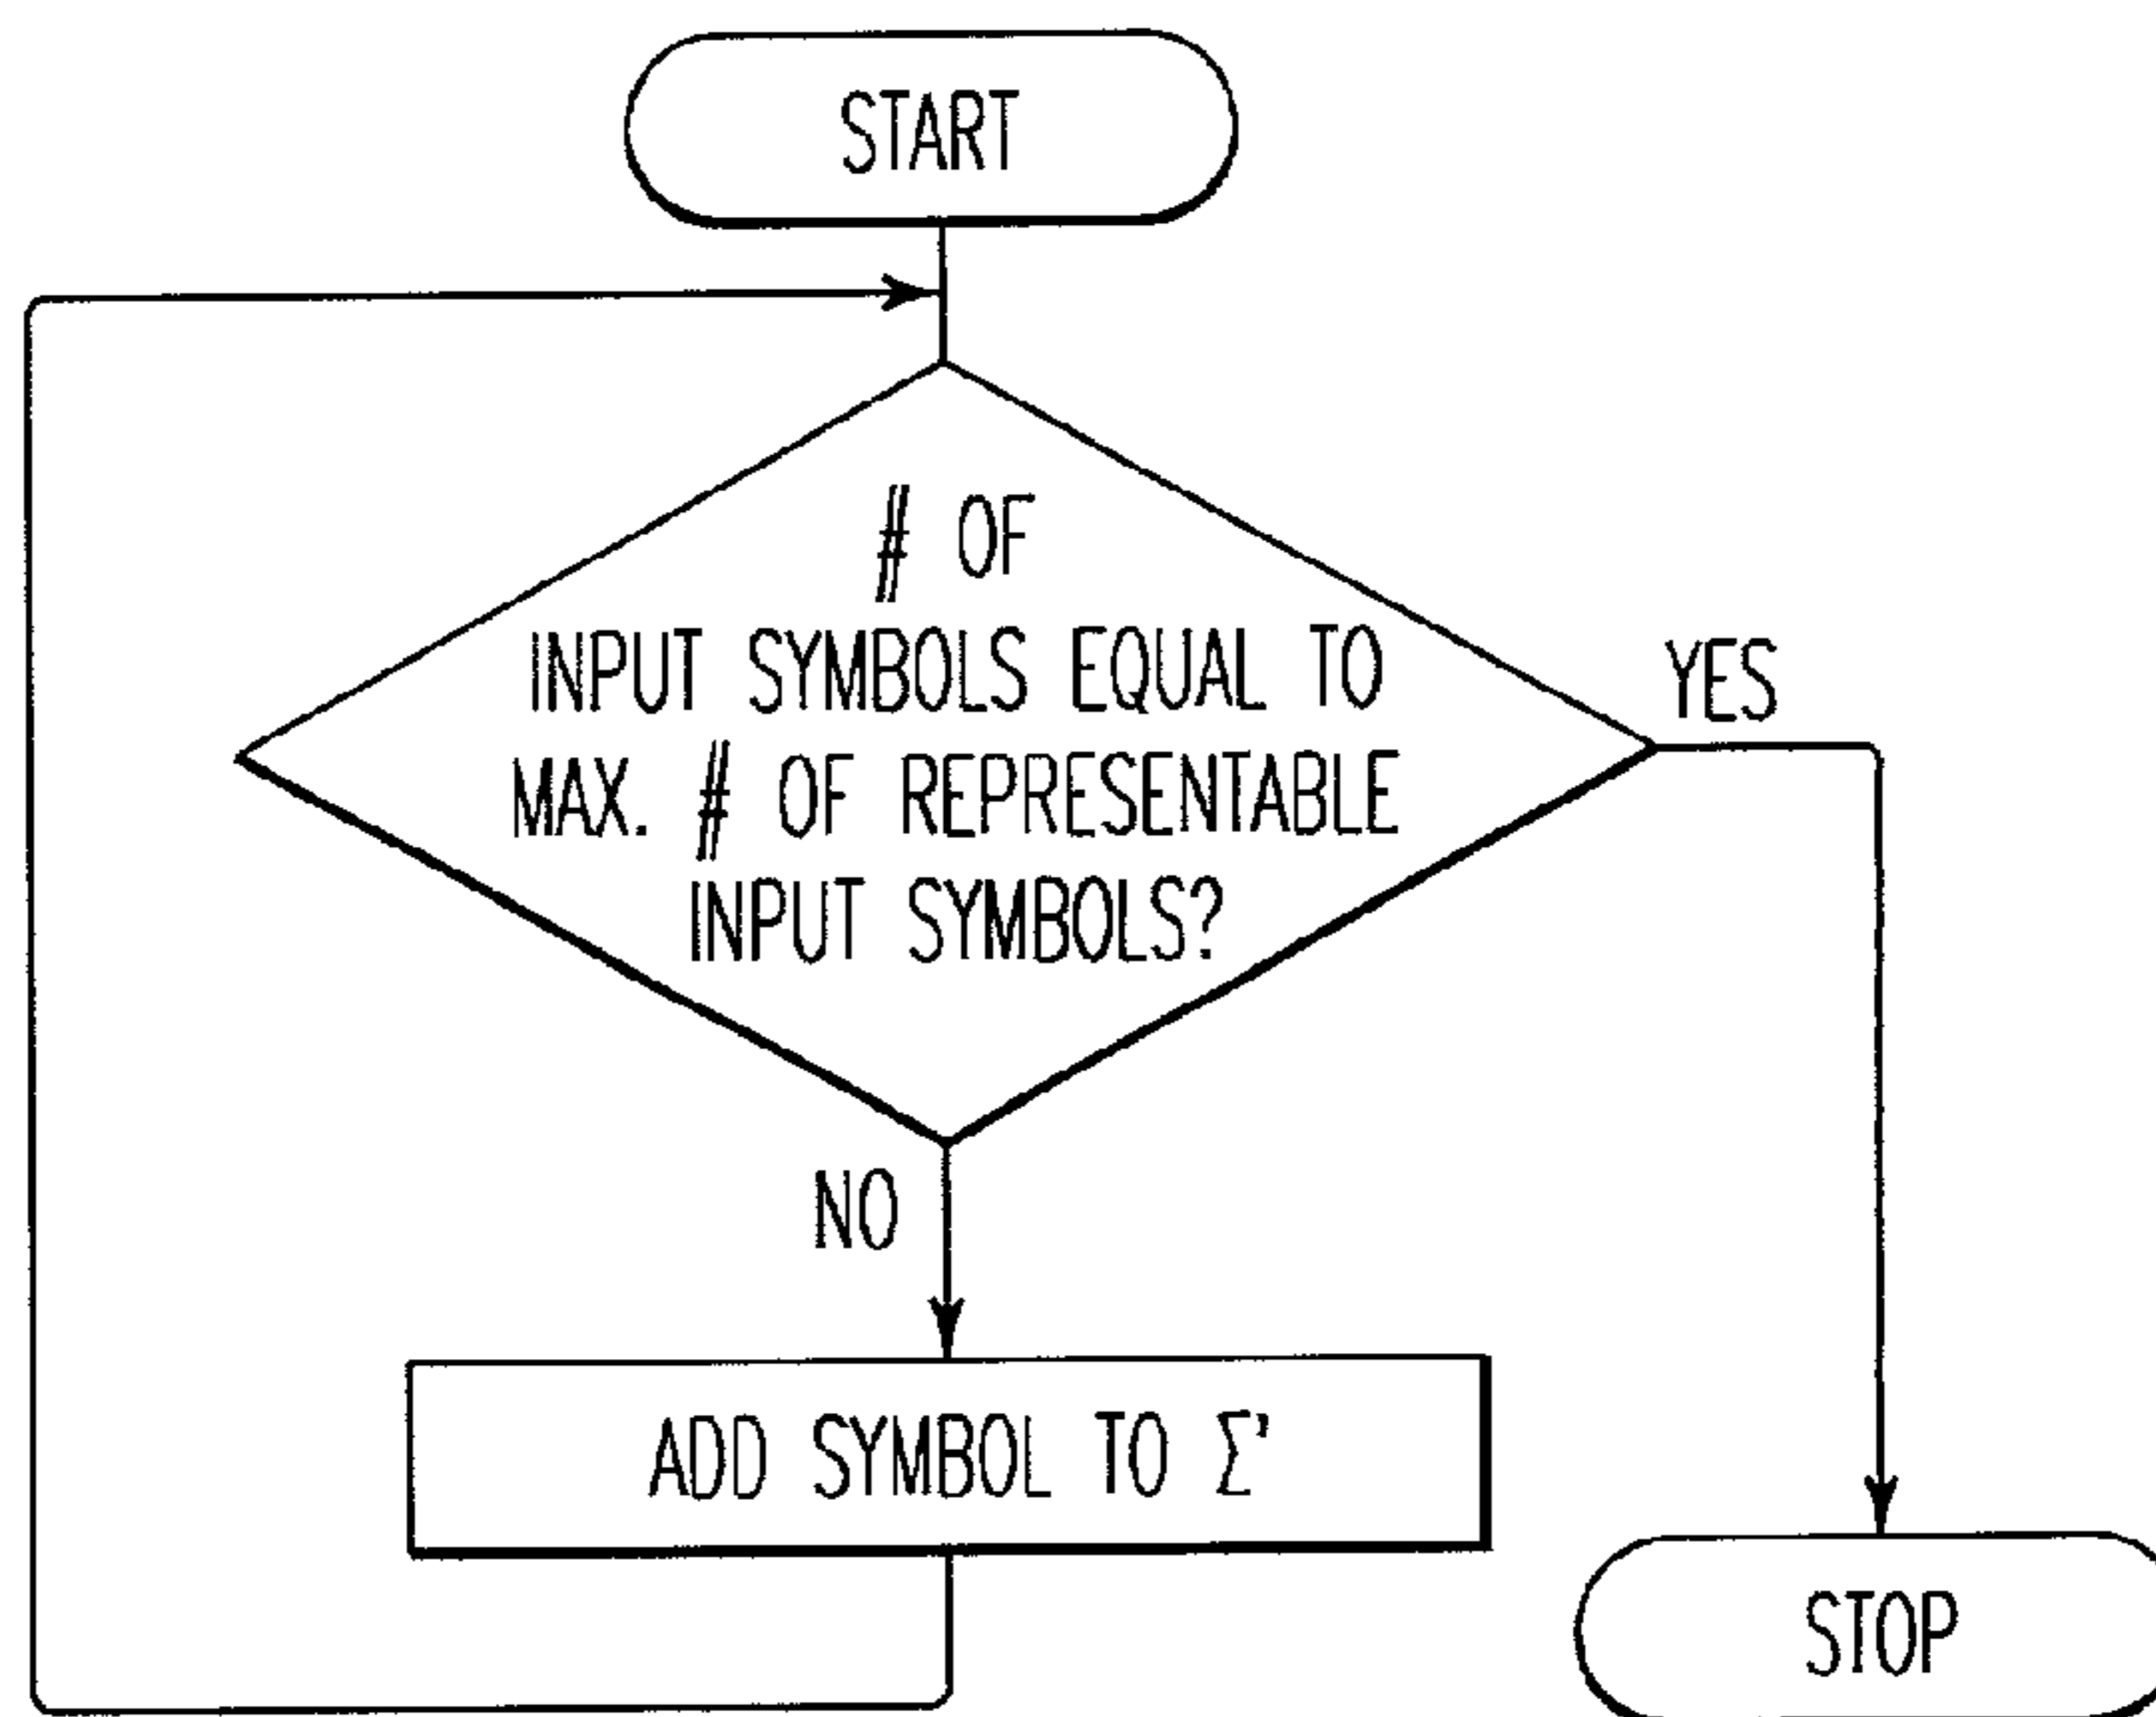 START
# OF
INPUT SYMBOLS EQUAL TO
MAX. # OF REPRESENTABLE
INPUT SYMBOLS?
YES
NO
ADD SYMBOL TO Σ'
STOP